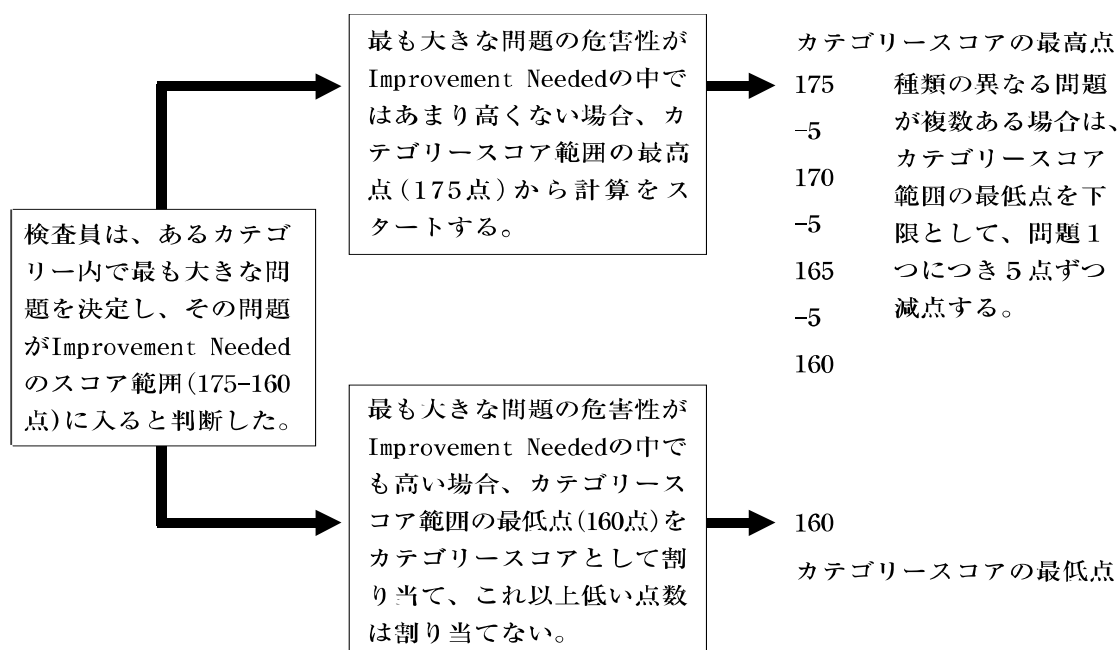 検査員は、あるカテゴ
リー内で最も大きな問
題を決定し、その問題
がImprovement Needed
のスコア範囲(175-160
点)に入ると判断した。
最も大きな問題の危害性が
Improvement Neededの中で
はあまり高くない場合、カ
テゴリースコア範囲の最高
点(175点)から計算をス
タートする。
カテゴリースコアの最高点
175
-5
170
-5
165
-5
160
種類の異なる問題
が複数ある場合は、
カテゴリースコア
範囲の最低点を下
限として、問題1
つにつき5点ずつ
減点する。
最も大きな問題の危害性が
Improvement Neededの中で
も高い場合、カテゴリース
コア範囲の最低点(160点)を
カテゴリースコアとして割
り当て、これ以上低い点数
は割り当てない。
160
カテゴリースコアの最低点